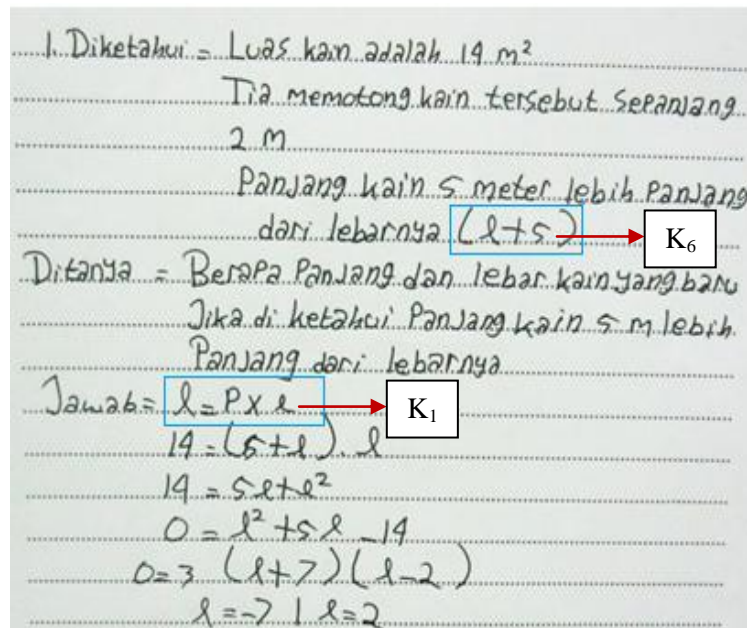 1. Diketahui = Luas kain adalah 14 m²
Tia memotong kain tersebut sepanjang
2 m
Panjang kain 5 meter lebih Panjang
dari lebarnya (l+5) K₆
Ditanya = Berapa Panjang dan lebar kain yang baru
Jika di ketahui Panjang kain 5 m lebih
Panjang dari lebarnya
Jawab = l = P x l K₁
14 = (5+l). l
14 = 5l+l²
0 = l² +5l -14
0=3 (l+7)(l-2)
l=-7 | l=2